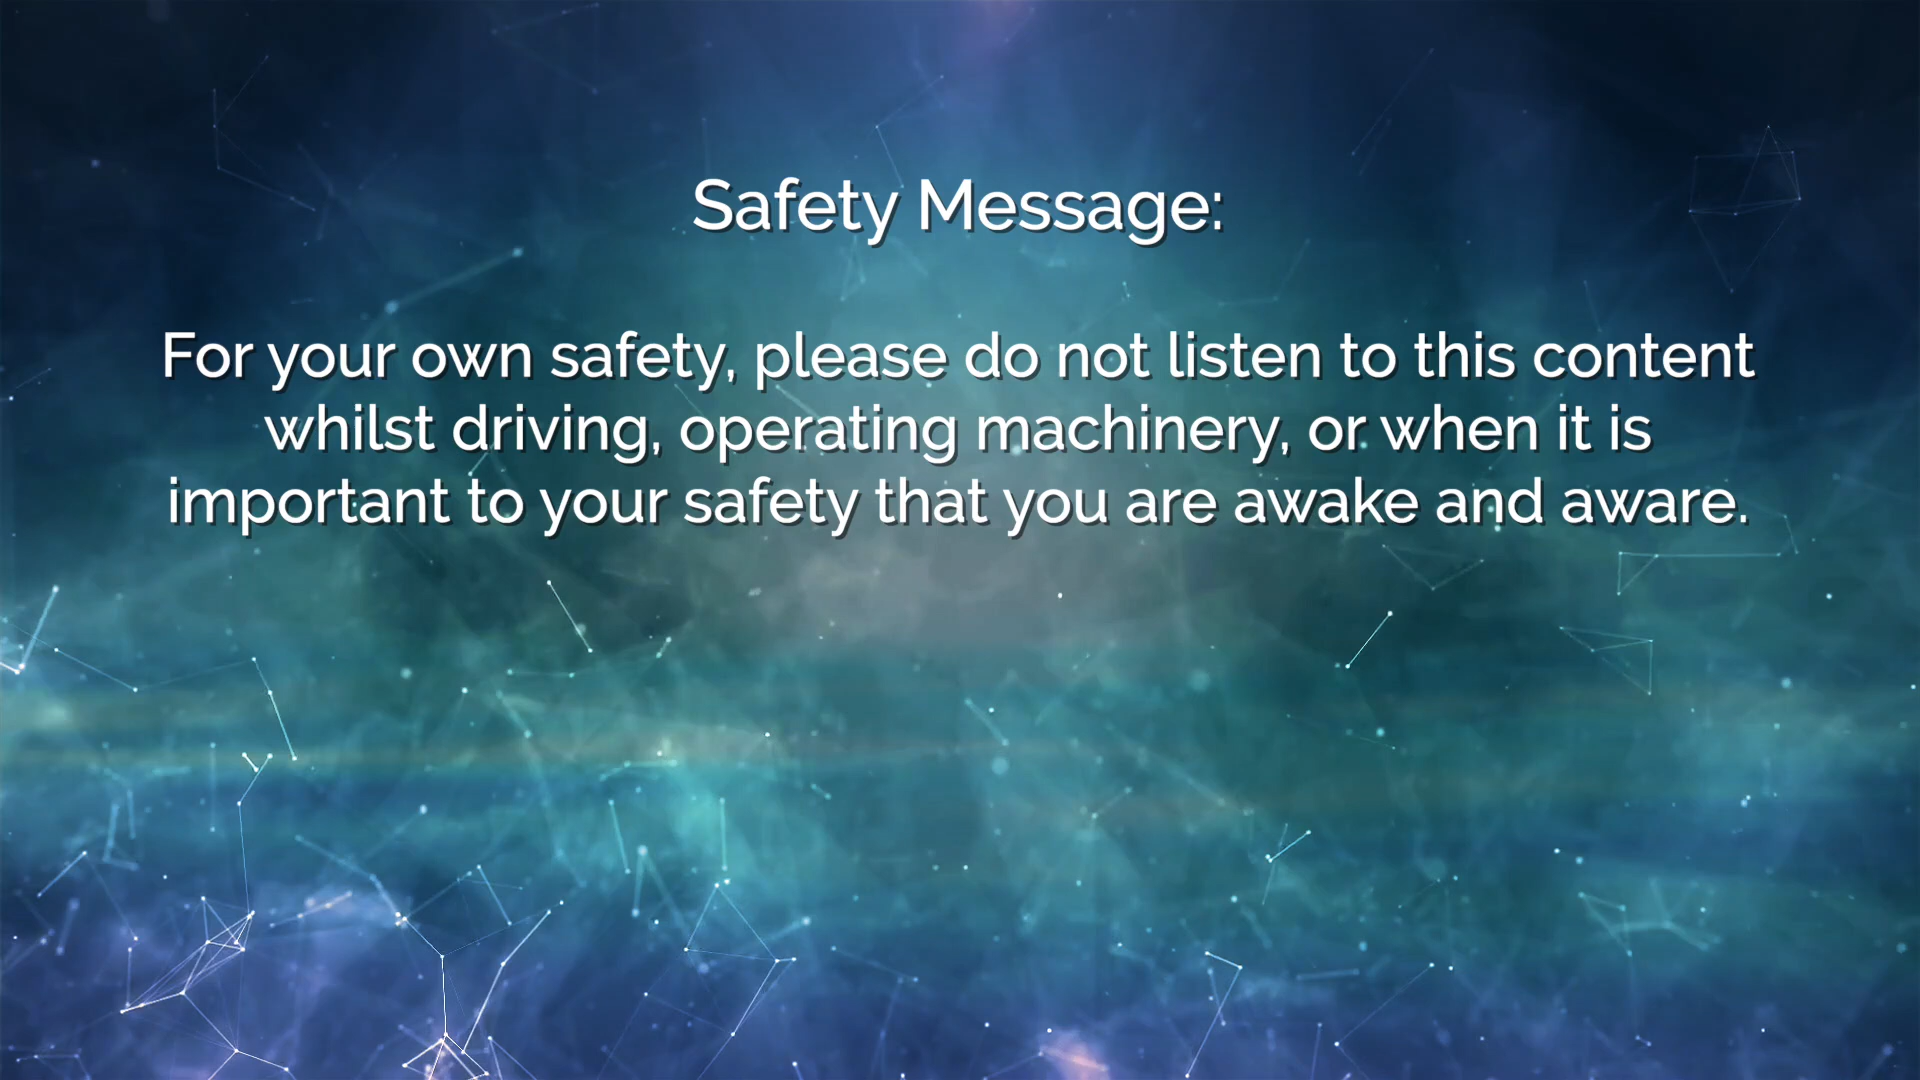 Safety Message:
For your own safety, please do not listen to this content
whilst driving, operating machinery, or when it is
important to your safety that you are awake and aware.